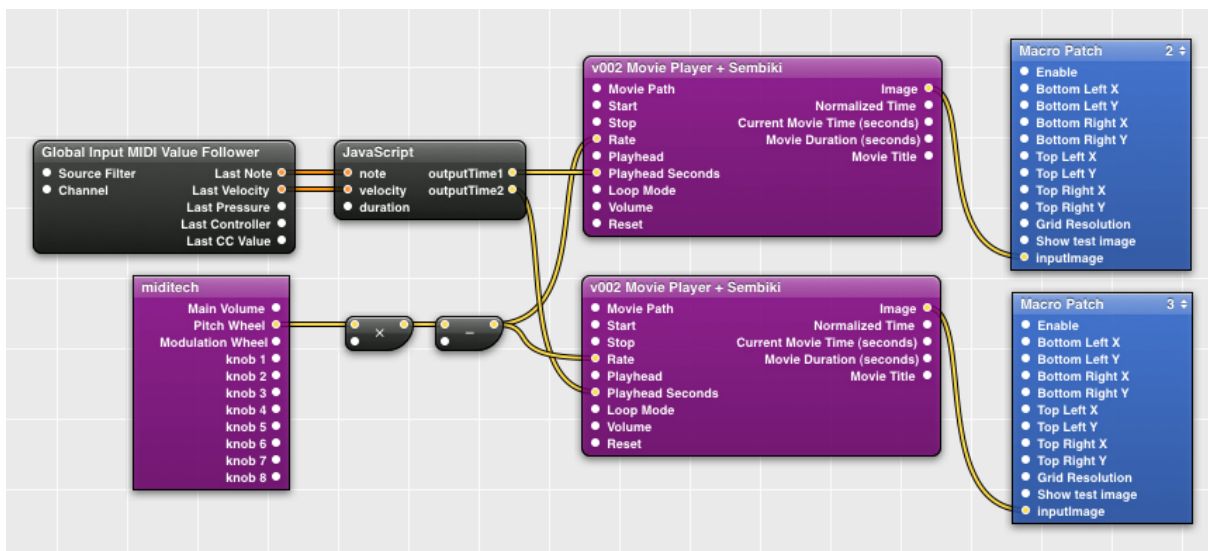 Global Input MIDI Value Follower
Source Filter
Channel
Last Note
Last Velocity
Last Pressure
Last Controller
Last CC Value
JavaScript
note
velocity
duration
outputTime1
outputTime2
miditech
Main Volume
Pitch Wheel
Modulation Wheel
knob 1
knob 2
knob 3
knob 4
knob 5
knob 6
knob 7
knob 8
×
−
v002 Movie Player + Sembiki
Movie Path
Start
Stop
Rate
Playhead
Playhead Seconds
Loop Mode
Volume
Reset
Image
Normalized Time
Current Movie Time (seconds)
Movie Duration (seconds)
Movie Title
v002 Movie Player + Sembiki
Movie Path
Start
Stop
Rate
Playhead
Playhead Seconds
Loop Mode
Volume
Reset
Image
Normalized Time
Current Movie Time (seconds)
Movie Duration (seconds)
Movie Title
Macro Patch 2
Enable
Bottom Left X
Bottom Left Y
Bottom Right X
Bottom Right Y
Top Left X
Top Left Y
Top Right X
Top Right Y
Grid Resolution
Show test image
inputImage
Macro Patch 3
Enable
Bottom Left X
Bottom Left Y
Bottom Right X
Bottom Right Y
Top Left X
Top Left Y
Top Right X
Top Right Y
Grid Resolution
Show test image
inputImage